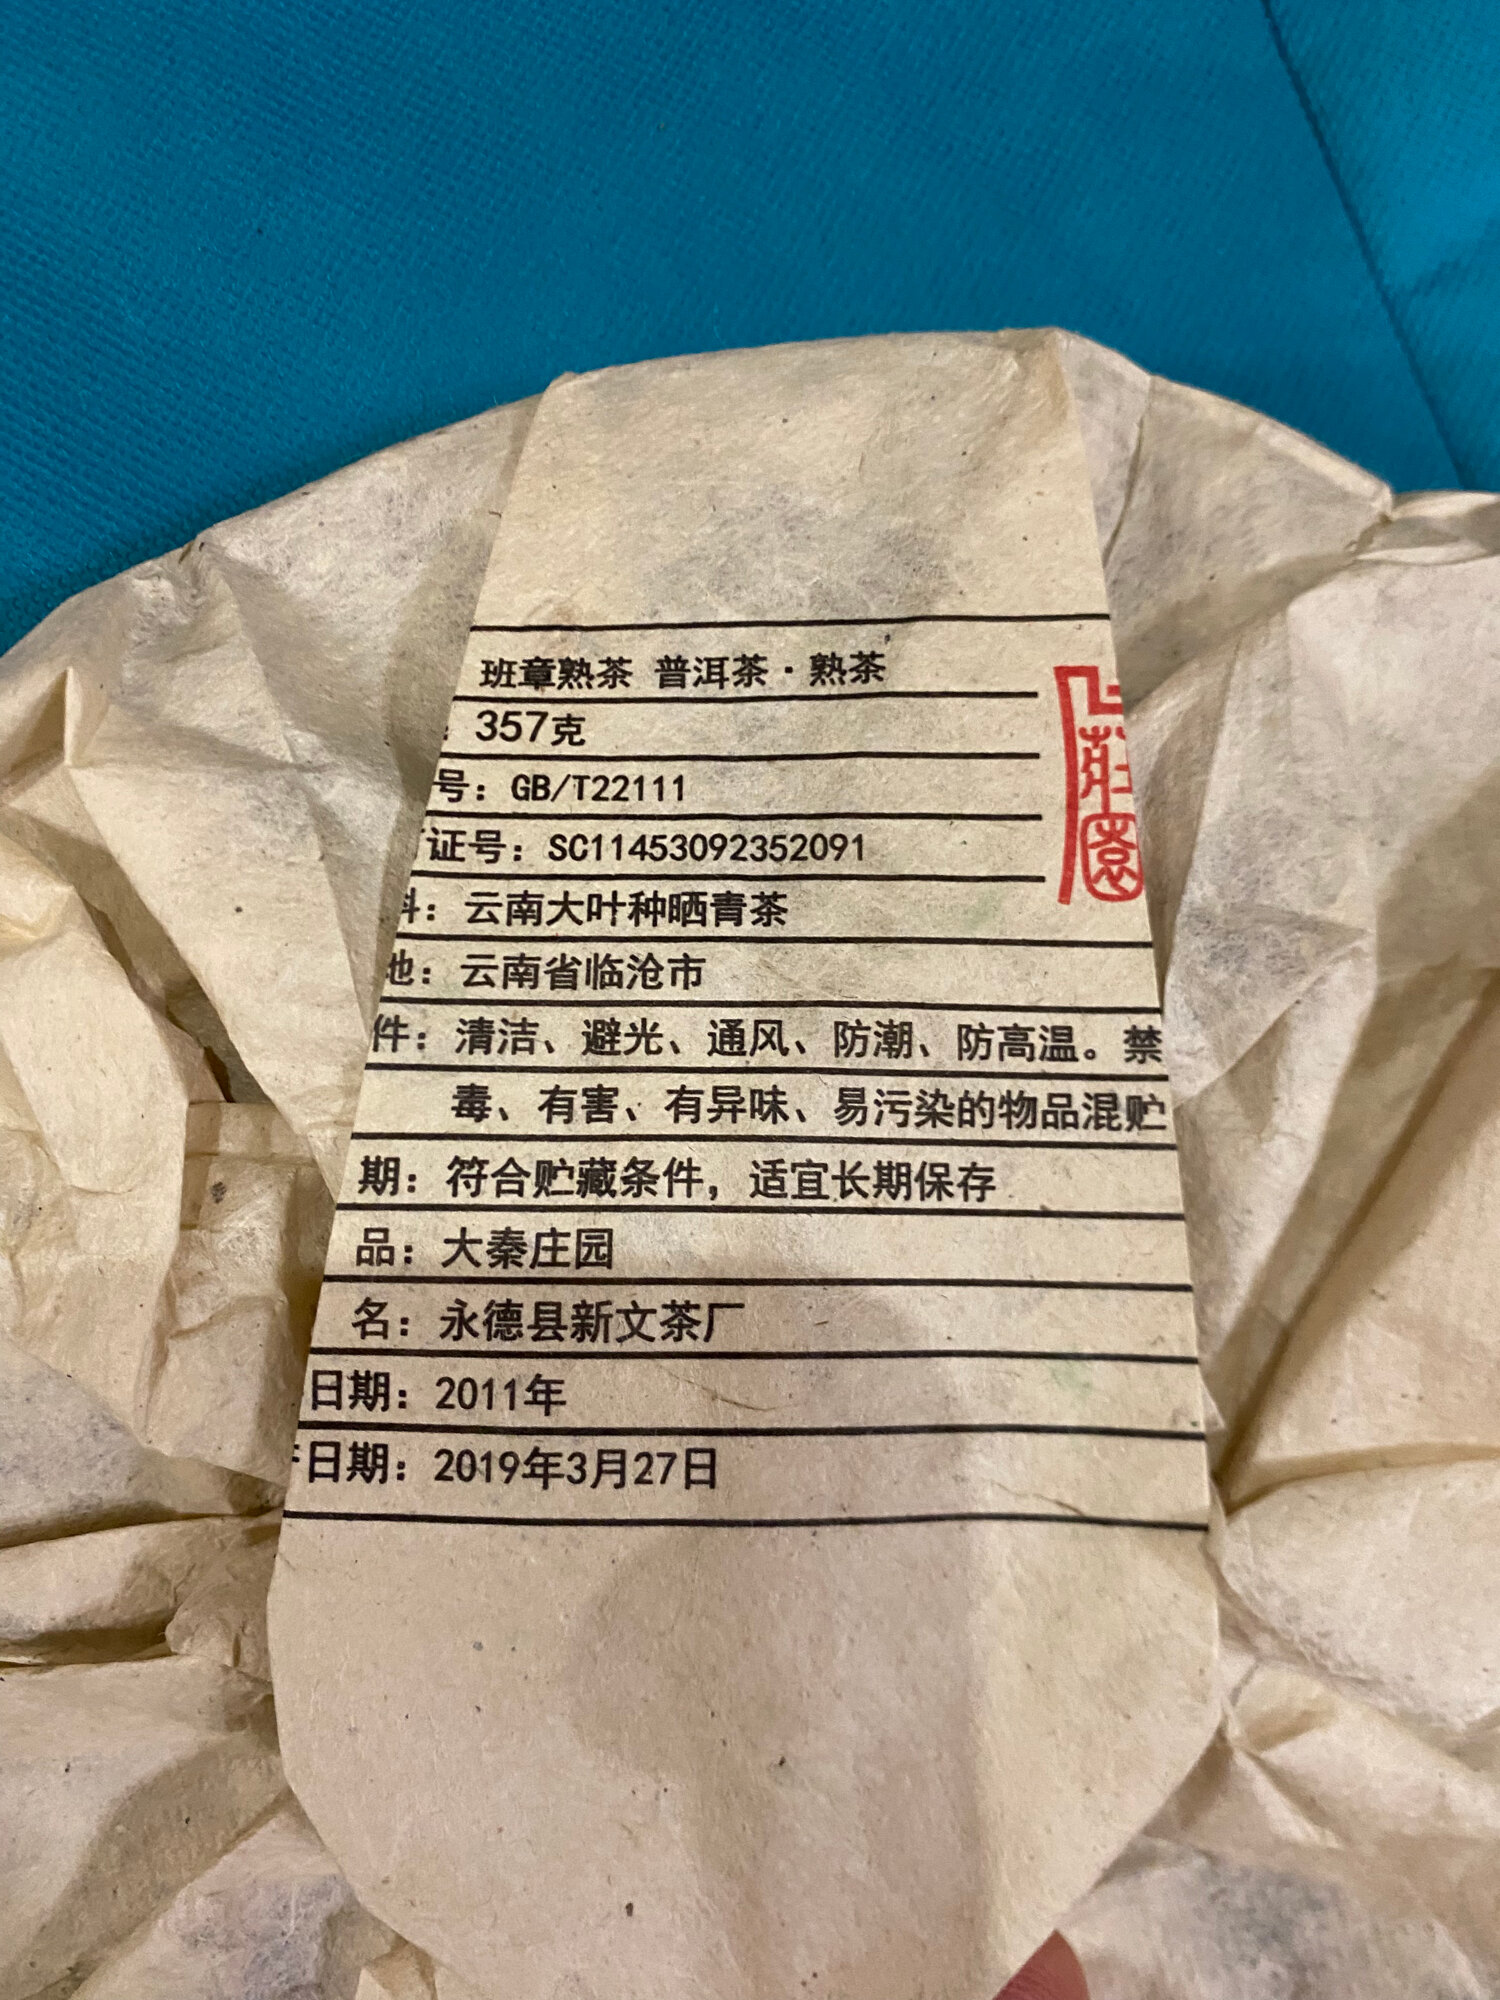 班章熟茶 普洱茶·熟茶
: 357克
号: GB/T22111
证号: SC11453092352091
料: 云南大叶种晒青茶
地: 云南省临沧市
件: 清洁、避光、通风、防潮、防高温。禁
毒、有害、有异味、易污染的物品混贮
期: 符合贮藏条件，适宜长期保存
品: 大秦庄园
名: 永德县新文茶厂
日期: 2011年
日期: 2019年3月27日
莊園